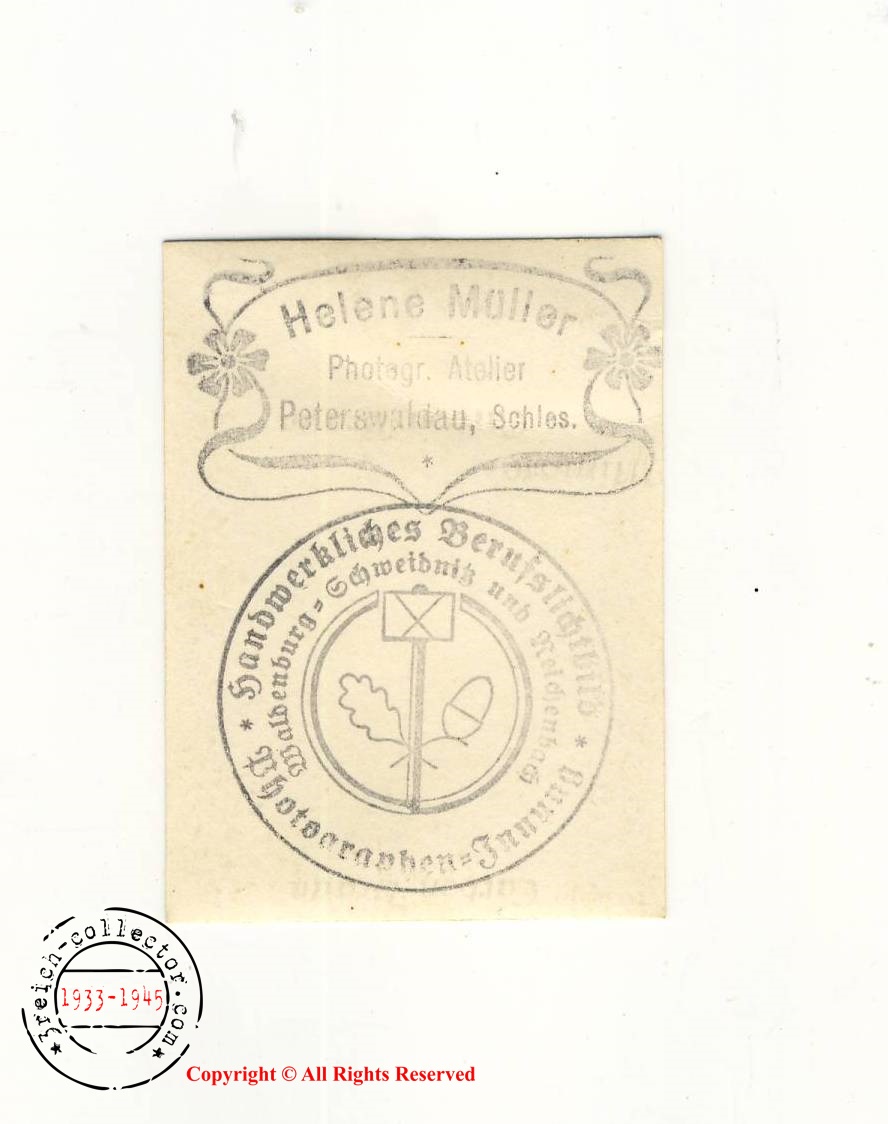 Helene Müller
Photogr. Atelier
Peterswaldau, Schles.
*
Handwerkliches Berufslichtbild
* Photographen=Innung *
Waldenburg=Schweidnitz und Reichenbach
3reich-collector.com
1933-1945
Copyright © All Rights Reserved